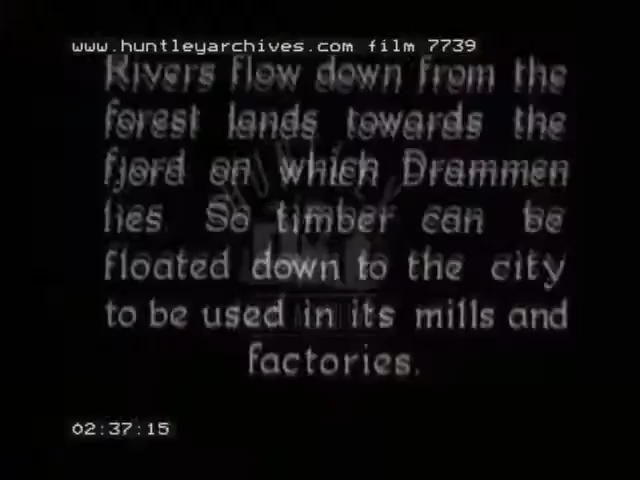 www.huntleyarchives.com film 7739
Rivers flow down from the
forest lands towards the
fjord on which Drammen
lies. So timber can be
floated down to the city
to be used in its mills and
factories.
02:37:15